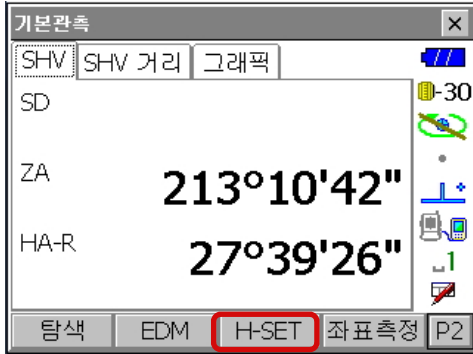 기본관측
SHV SHV 거리 그래픽
SD
-30
ZA 213°10'42"
HA-R 27°39'26"
1
탐색 EDM H-SET 좌표측정 P2